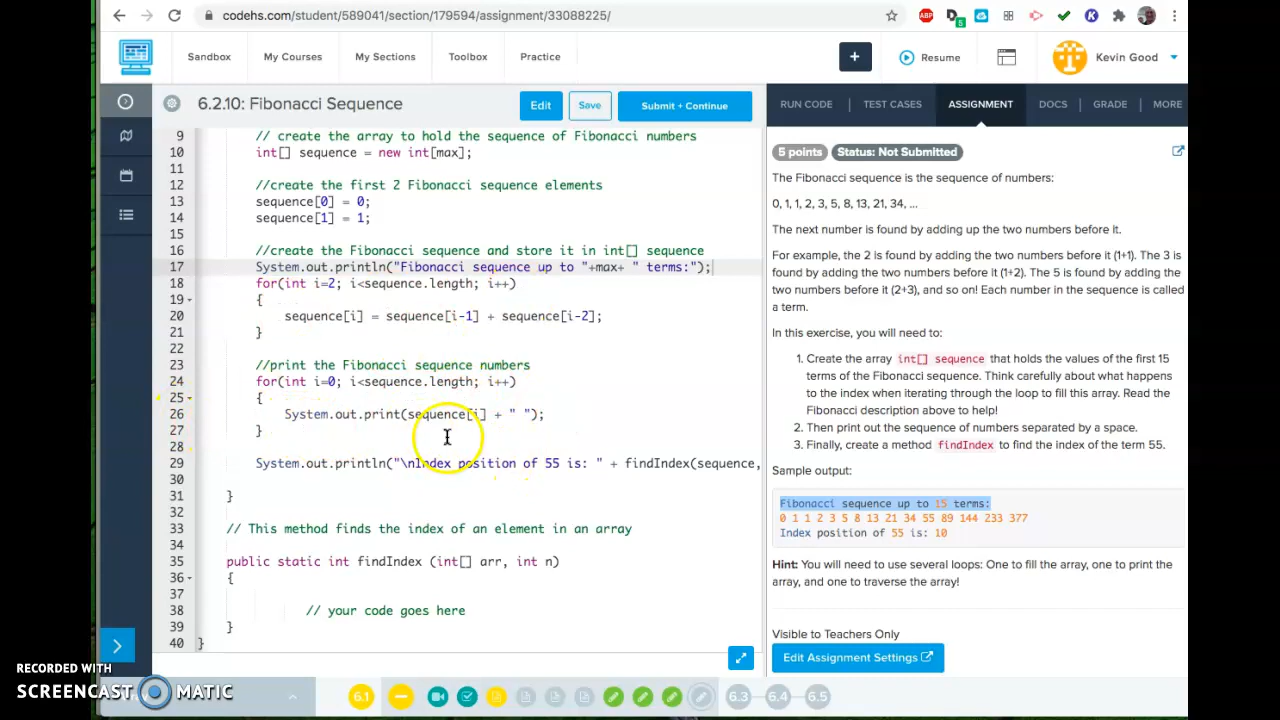 codehs.com/student/589041/section/179594/assignment/33088225/
ABP
5
K
Sandbox
My Courses
My Sections
Toolbox
Practice
+
Resume
Kevin Good
6.2.10: Fibonacci Sequence
Edit
Save
Submit + Continue
RUN CODE
TEST CASES
ASSIGNMENT
DOCS
GRADE
MORE
9 // create the array to hold the sequence of Fibonacci numbers
10 int[] sequence = new int[max];
11
12 //create the first 2 Fibonacci sequence elements
13 sequence[0] = 0;
14 sequence[1] = 1;
15
16 //create the Fibonacci sequence and store it in int[] sequence
17 System.out.println("Fibonacci sequence up to "+max+ " terms:");
18 for(int i=2; i<sequence.length; i++)
19 {
20 sequence[i] = sequence[i-1] + sequence[i-2];
21 }
22
23 //print the Fibonacci sequence numbers
24 for(int i=0; i<sequence.length; i++)
25 {
26 System.out.print(sequence[i] + " ");
27 }
28
29 System.out.println("\nIndex position of 55 is: " + findIndex(sequence,
30
31 }
32
33 // This method finds the index of an element in an array
34
35 public static int findIndex (int[] arr, int n)
36 {
37
38 // your code goes here
39 }
40 }
5 points
Status: Not Submitted
The Fibonacci sequence is the sequence of numbers:
0, 1, 1, 2, 3, 5, 8, 13, 21, 34, ...
The next number is found by adding up the two numbers before it.
For example, the 2 is found by adding the two numbers before it (1+1). The 3 is
found by adding the two numbers before it (1+2). The 5 is found by adding the
two numbers before it (2+3), and so on! Each number in the sequence is called
a term.
In this exercise, you will need to:
1. Create the array int[] sequence that holds the values of the first 15
terms of the Fibonacci sequence. Think carefully about what happens
to the index when iterating through the loop to fill this array. Read the
Fibonacci description above to help!
2. Then print out the sequence of numbers separated by a space.
3. Finally, create a method findIndex to find the index of the term 55.
Sample output:
Fibonacci sequence up to 15 terms:
0 1 1 2 3 5 8 13 21 34 55 89 144 233 377
Index position of 55 is: 10
Hint: You will need to use several loops: One to fill the array, one to print the
array, and one to traverse the array!
Visible to Teachers Only
Edit Assignment Settings
RECORDED WITH
SCREENCAST MATIC
6.1
6.3
6.4
6.5